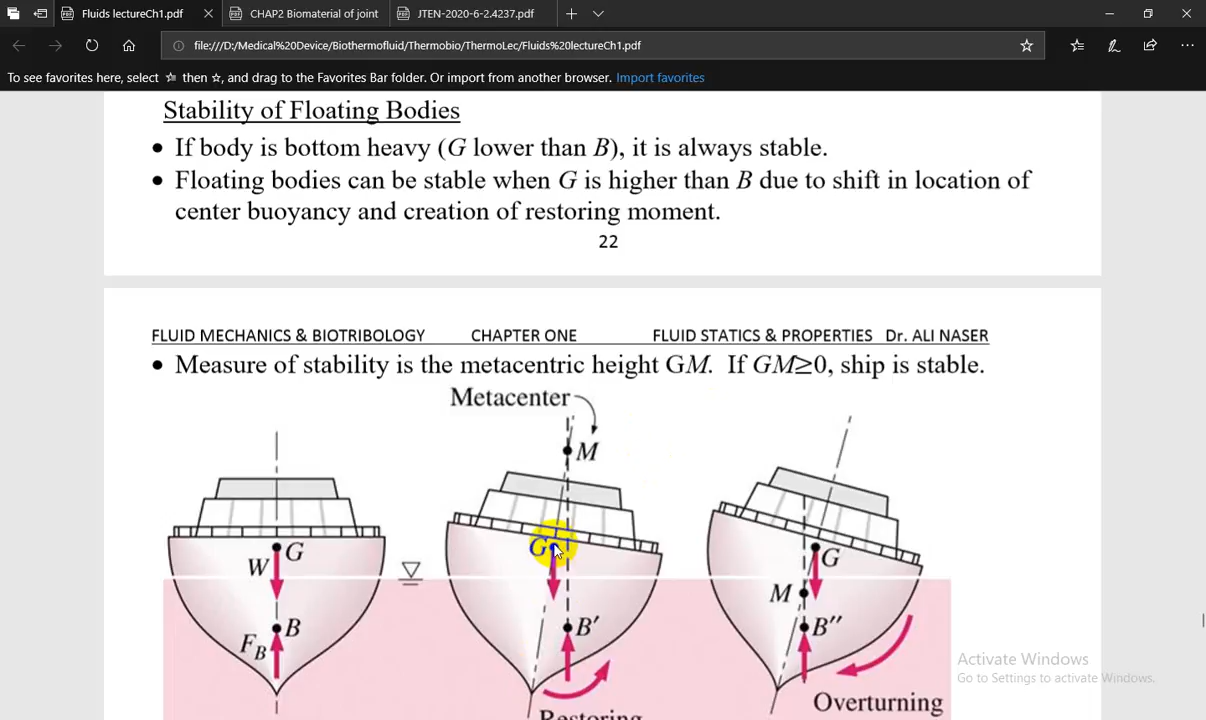 Fluids lectureCh1.pdf
CHAP2 Biomaterial of joint
JTEN-2020-6-2.4237.pdf
file:///D:/Medical%20Device/Biothermofluid/Thermobio/ThermoLec/Fluids%20lectureCh1.pdf
To see favorites here, select ☆ then ☆, and drag to the Favorites Bar folder. Or import from another browser. Import favorites
Stability of Floating Bodies
• If body is bottom heavy (G lower than B), it is always stable.
• Floating bodies can be stable when G is higher than B due to shift in location of
center buoyancy and creation of restoring moment.
22
FLUID MECHANICS & BIOTRIBOLOGY CHAPTER ONE FLUID STATICS & PROPERTIES Dr. ALI NASER
• Measure of stability is the metacentric height GM. If GM≥0, ship is stable.
Metacenter
M
G
W
G
G
M
B
B'
B''
F_B
Activate Windows
Go to Settings to activate Windows.
Overturning
Restoring